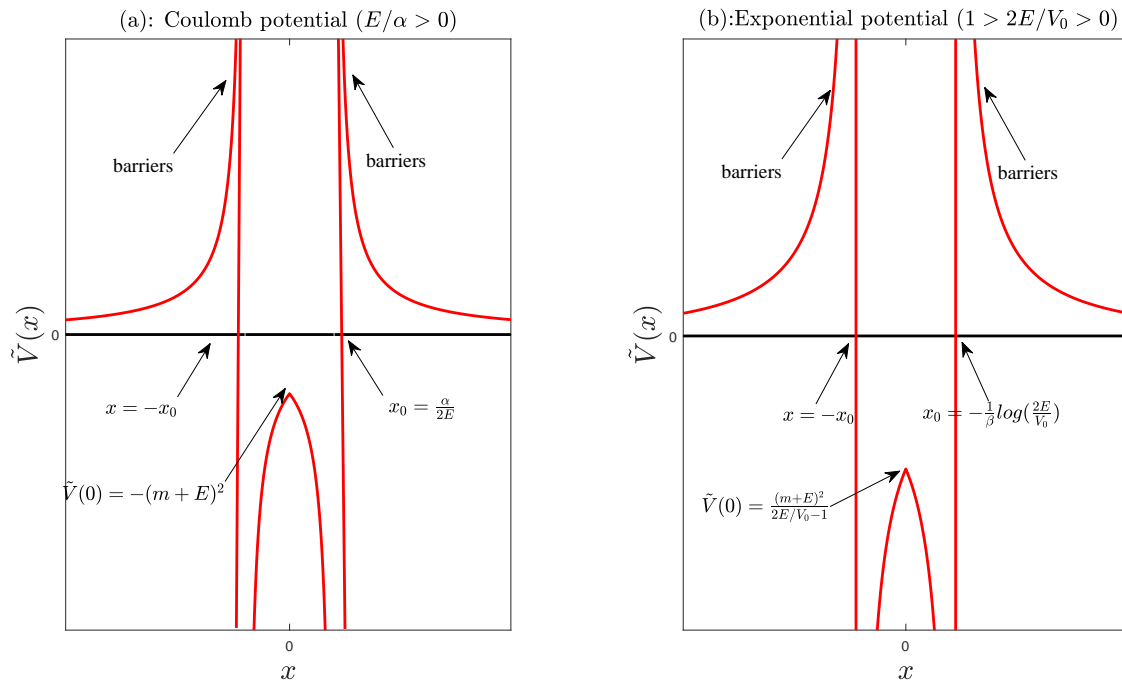 (a): Coulomb potential (E/α > 0)
barriers
barriers
Ṽ(x)
0
x = −x₀
x₀ = α/2E
Ṽ(0) = −(m + E)²
0
x
(b):Exponential potential (1 > 2E/V₀ > 0)
barriers
barriers
Ṽ(x)
0
x = −x₀
x₀ = −1/β log(2E/V₀)
Ṽ(0) = (m+E)²/2E/V₀−1
0
x